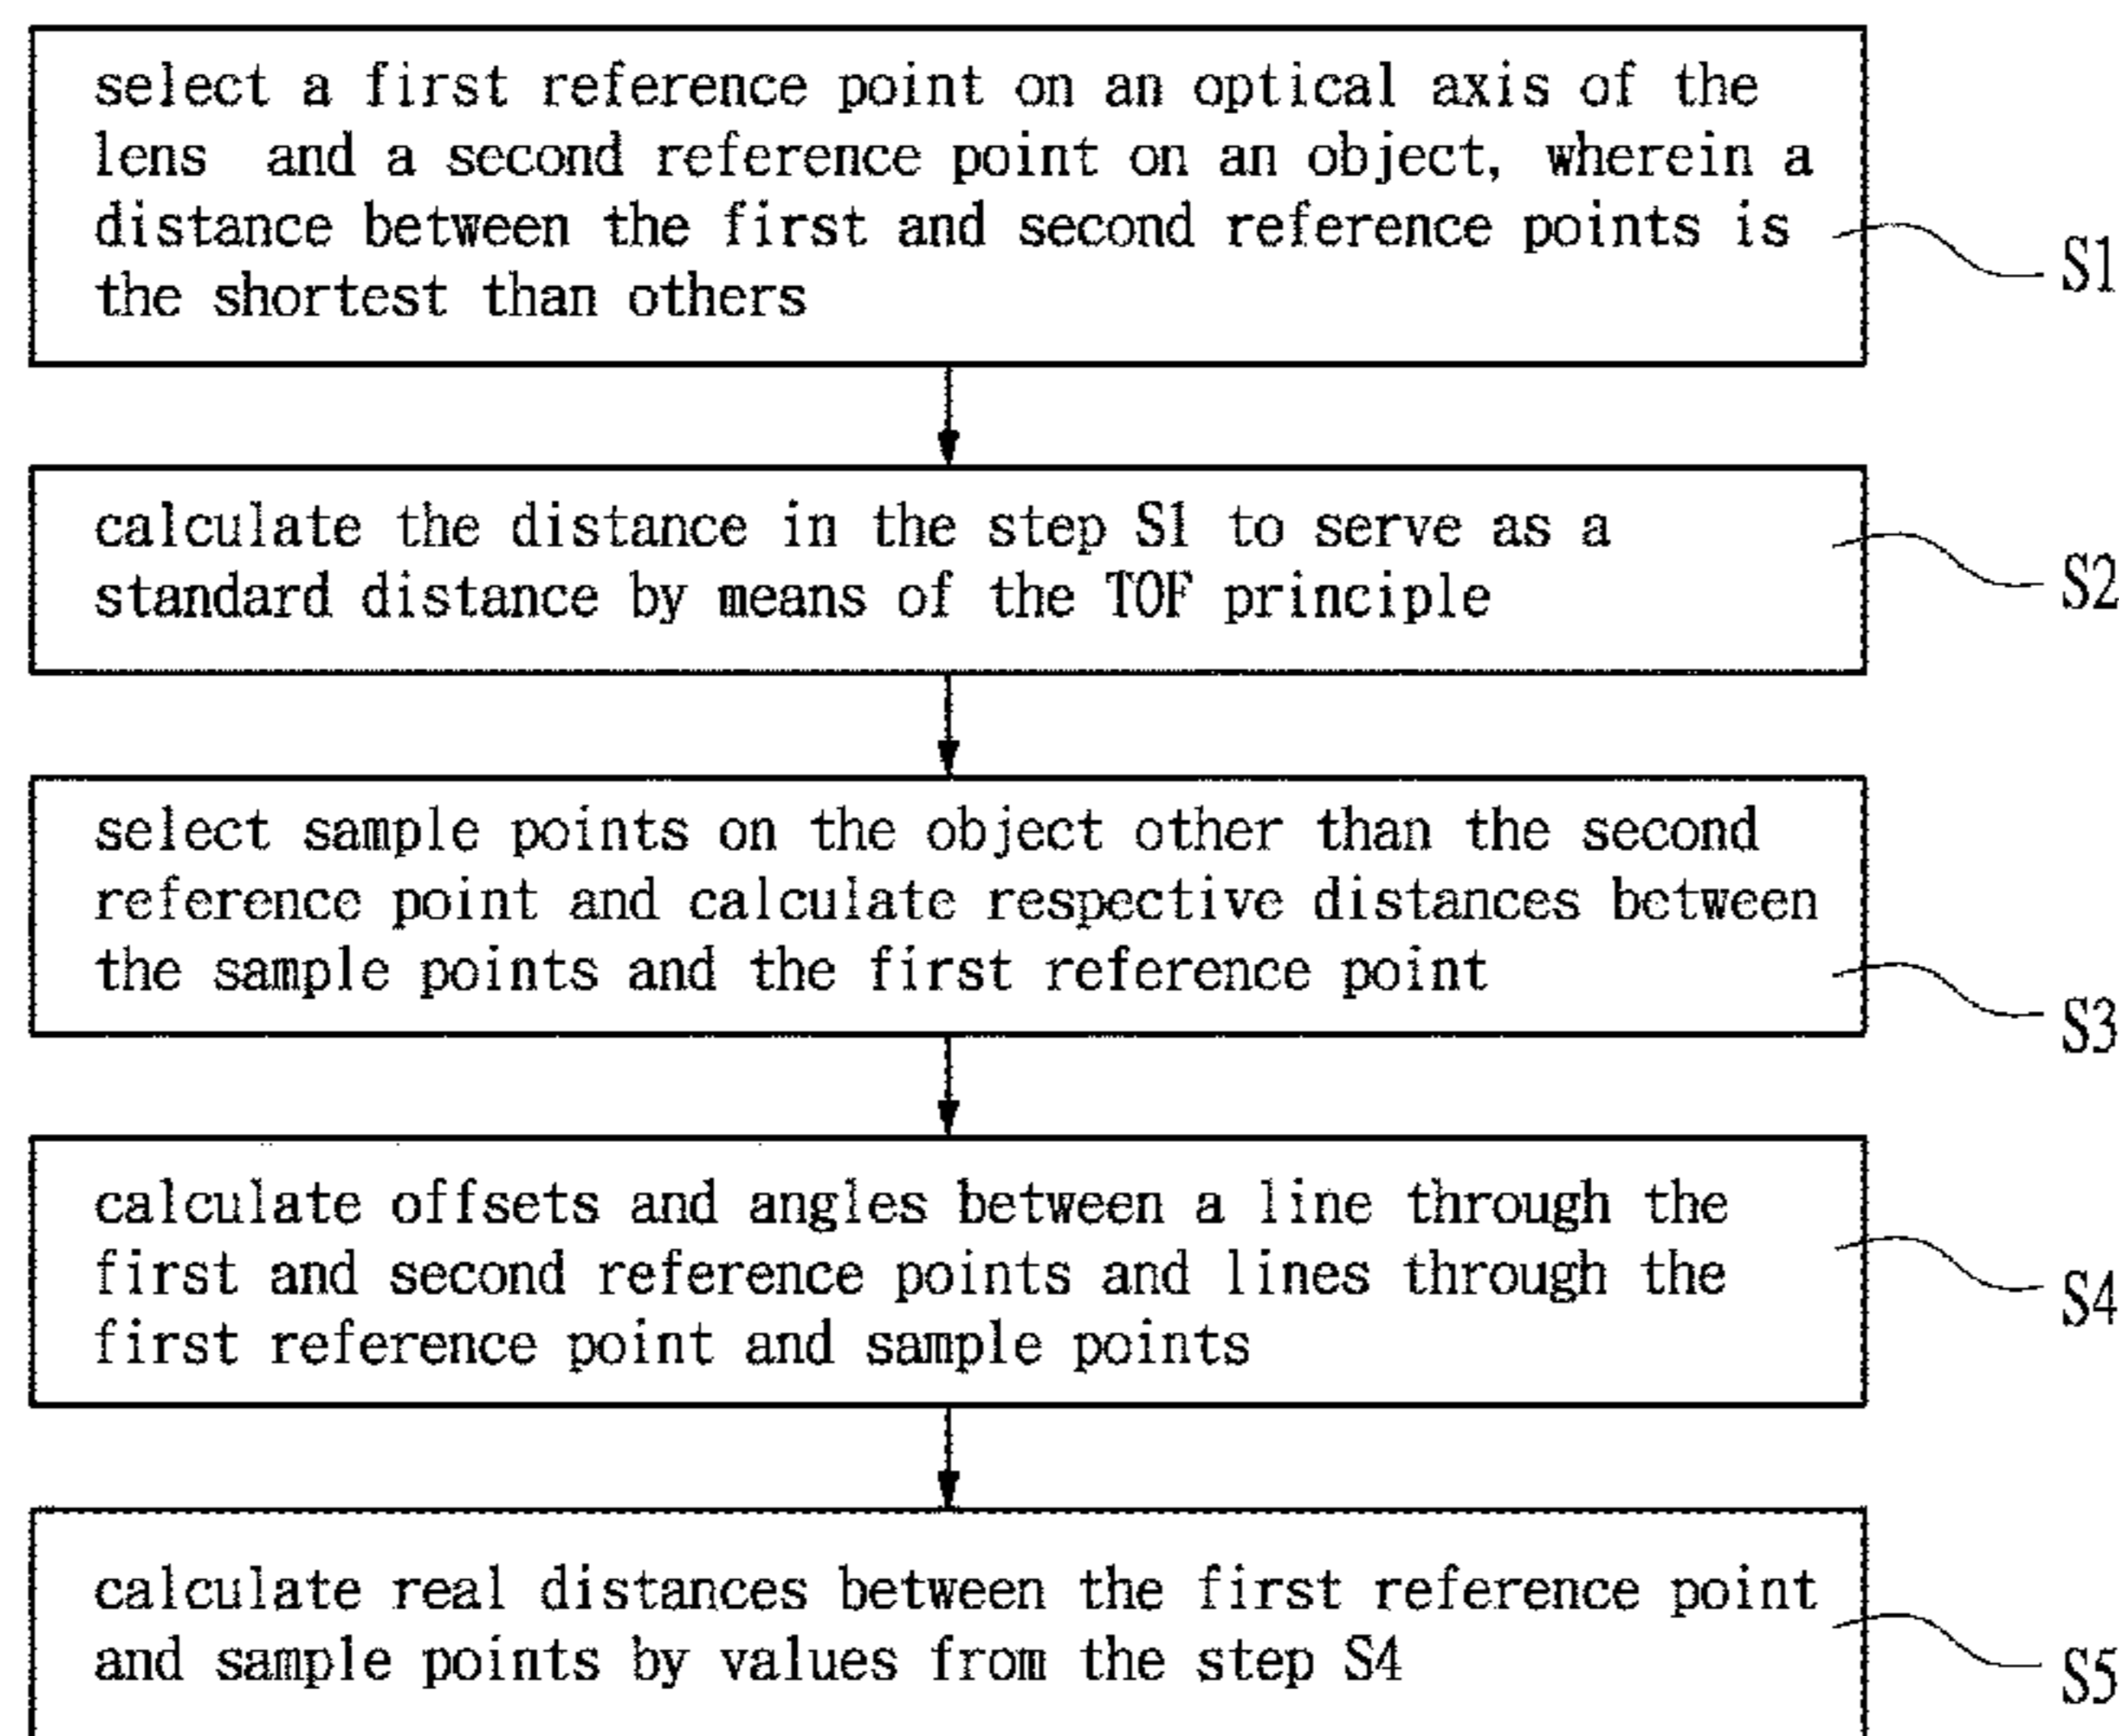 select a first reference point on an optical axis of the
lens and a second reference point on an object, wherein a
distance between the first and second reference points is
the shortest than others
S1
calculate the distance in the step S1 to serve as a
standard distance by means of the TOF principle
S2
select sample points on the object other than the second
reference point and calculate respective distances between
the sample points and the first reference point
S3
calculate offsets and angles between a line through the
first and second reference points and lines through the
first reference point and sample points
S4
calculate real distances between the first reference point
and sample points by values from the step S4
S5